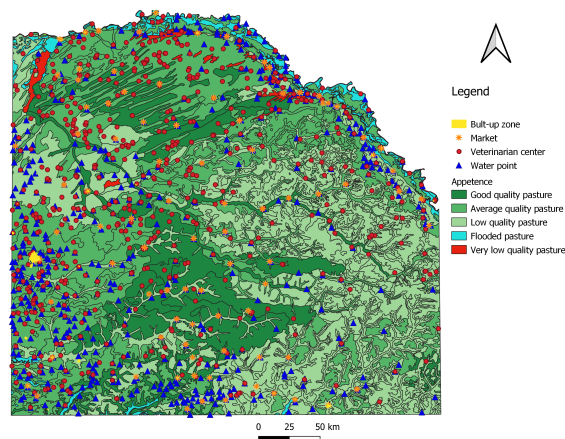 Legend
Bult-up zone
Market
Veterinarian center
Water point
Appetence
Good quality pasture
Average quality pasture
Low quality pasture
Flooded pasture
Very low quality pasture
0 25 50 km